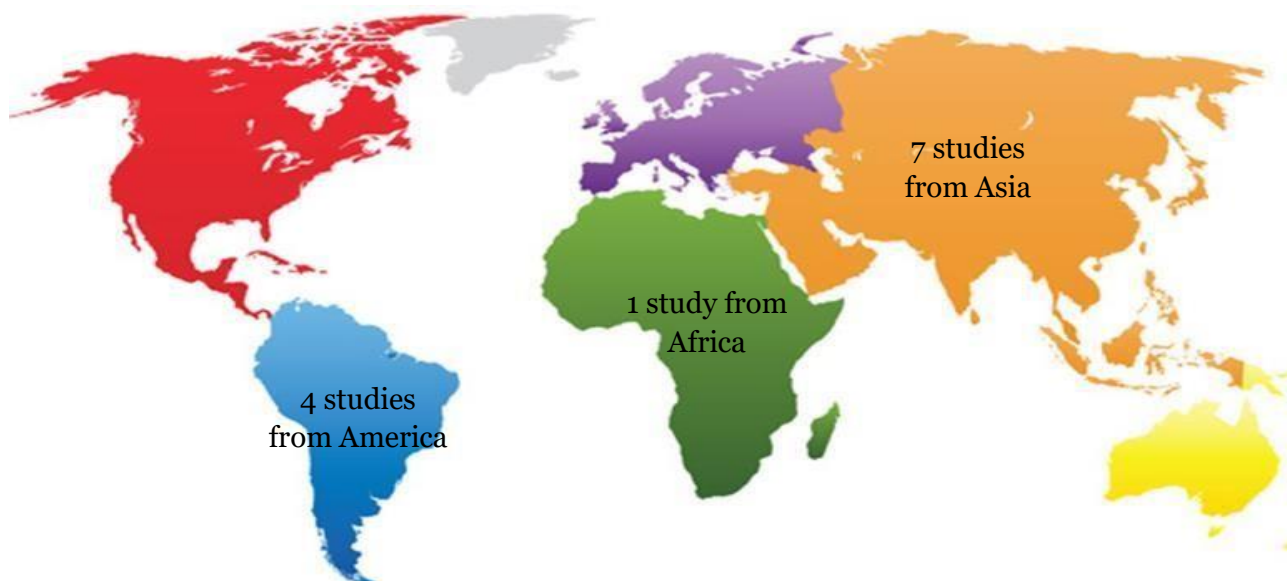 7 studies
from Asia
1 study from
Africa
4 studies
from America